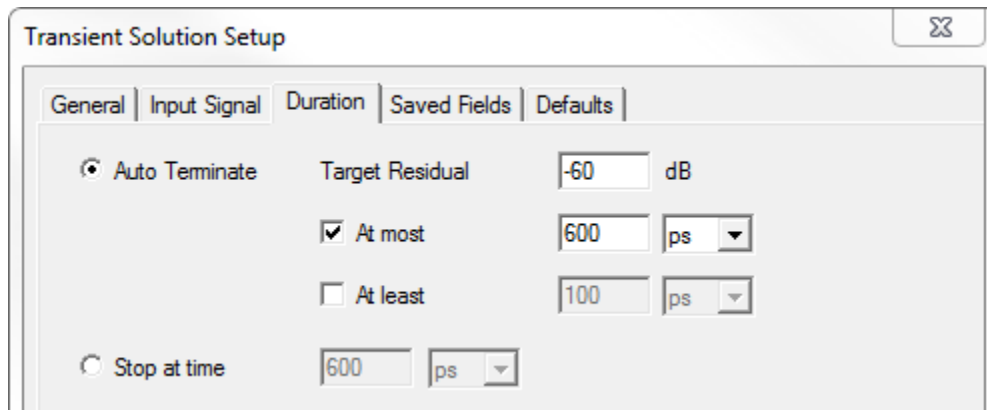 Transient Solution Setup
General Input Signal Duration Saved Fields Defaults
Auto Terminate Target Residual -60 dB
At most 600 ps
At least 100 ps
Stop at time 600 ps